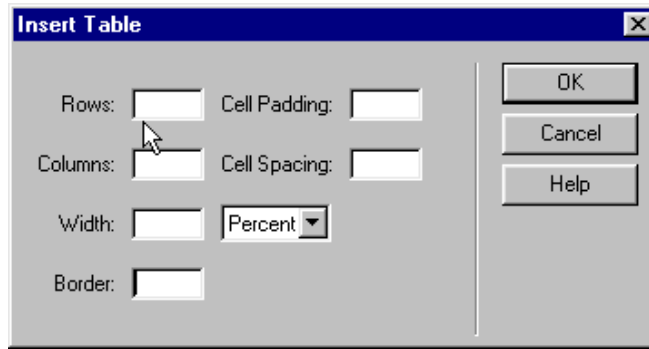 Insert Table
Rows: Cell Padding: OK
Columns: Cell Spacing: Cancel
Help
Width: Percent
Border: